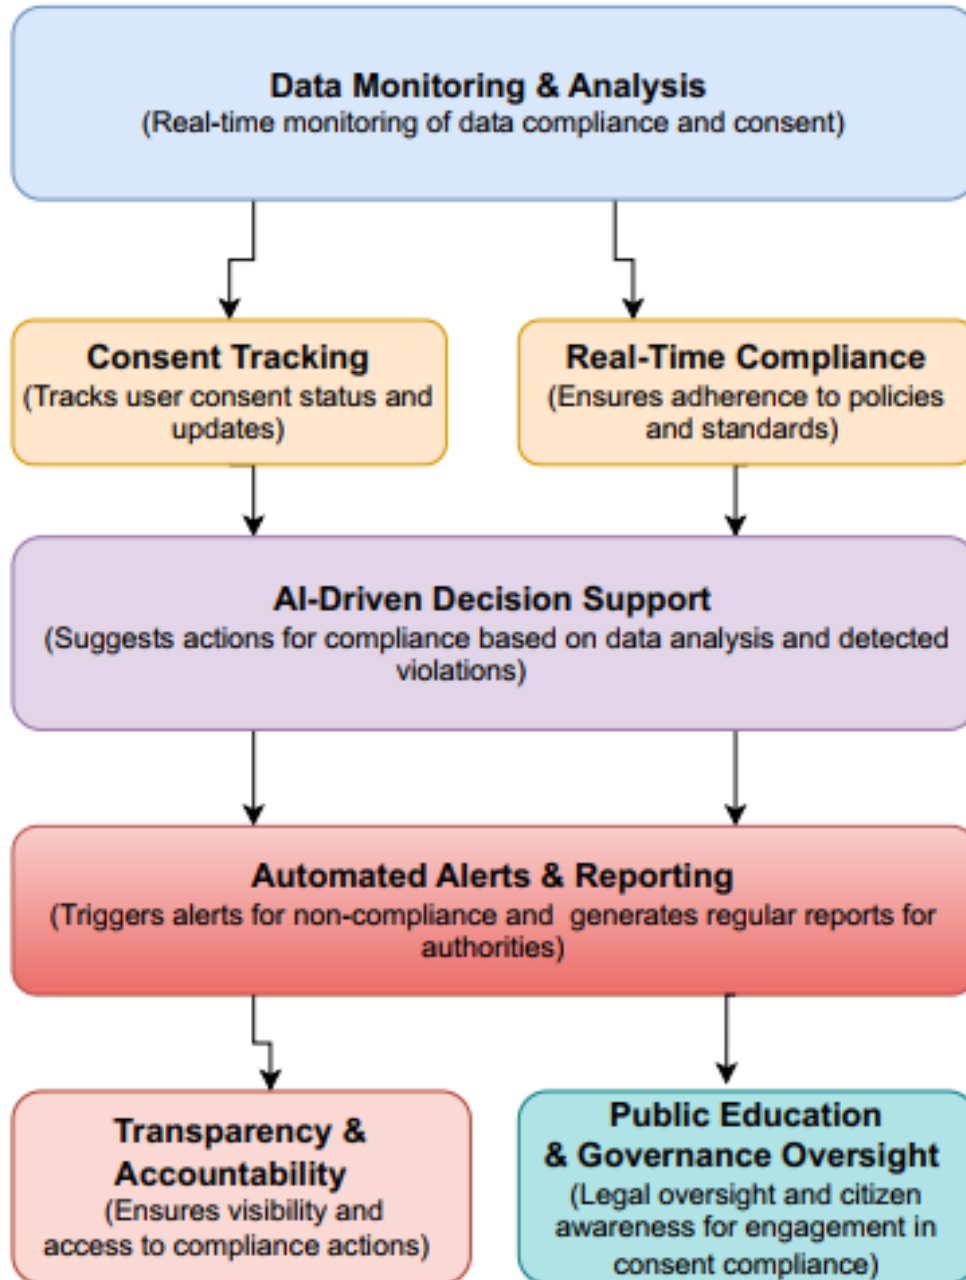 Data Monitoring & Analysis
(Real-time monitoring of data compliance and consent)
Consent Tracking
(Tracks user consent status and
updates)
Real-Time Compliance
(Ensures adherence to policies
and standards)
AI-Driven Decision Support
(Suggests actions for compliance based on data analysis and detected
violations)
Automated Alerts & Reporting
(Triggers alerts for non-compliance and  generates regular reports for
authorities)
Transparency &
Accountability
(Ensures visibility and
access to compliance actions)
Public Education
& Governance Oversight
(Legal oversight and citizen
awareness for engagement in
consent compliance)